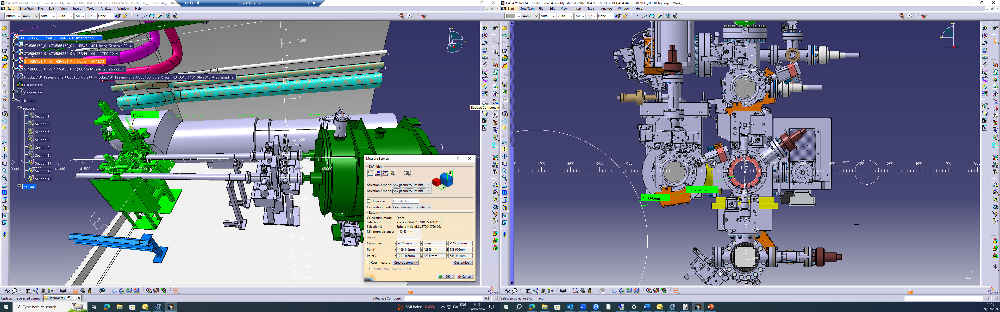 CATIA V5 R27 64 - CERN : Small Assembly : started 22/07/2024 at 14:08:23 on PCCAZ4092 - [ST1887865_01 a.00 RB46 _ C5R4-1
pccaz4092.cern.ch
Start SmarTeam File Edit View Insert Tools Analyze Window Help
Autom Auto Auto Auto Aut Aut None
ST1887865_01 RB46 / C5R4-1401 Integration LS3
ST0586170_01 (ST0586170_01.1) RB46-1401-Integ Generale 2014
ST0586252_01 (ST0586252_01.1) UJ46-1401-INTEG 2014
ST1428951_01 (ST1428951_01.1) C5R4 1407 LS3
ST1888038_01 (ST1776458_01.1) UL46-1402-Integration LS3
Product131 Preview of ST0865135_03 a.00 (Product131 Preview of ST0865135_03 a.1) Scan RB_UJ46 1401 06-2017 Assy Simplifie
Parameters
Constraints
Applications
Sections
Section.1
Section.2
Section.7
Section.8
Section.9
Section.10
Section.11
Section.12
Section.13
Measure
1500
1000
500
145.55mm
40000 41000 41500 mm 42000 42500 45000
z
y
Replace Component
Measure Between
? X
Definition
Selection 1 mode: Any geometry, infinite
Selection 2 mode: Any geometry, infinite
Other axis : No selection
Calculation mode: Exact else approximate
Results
Calculation mode: Exact
Selection 1: Plane in Shaft.1...ST0029324_01.1
Selection 2: Sphere in Solid.1...ST0011756_02.1
Minimum distance: 145.55mm
Angle:
Components: X -2.116mm Y 0mm Z -145.535mm
Point 1: X -199.349mm Y 42349mm Z 733.976mm
Point 2: X -201.466mm Y 42349mm Z 588.441mm
Keep measure Create geometry Customize...
Measure only shown elements
OK Cancel
Replaces the selected compone
Documents
c:Replace Component
CATIA
Type here to search
SMI index -0.45%
ENG
US
14:18
24/07/2024
CATIA V5 R27 64 - CERN : Small Assembly : started 22/07/2024 at 15:55:51 on PCCAG4146 - [ST1899517_01 a.01 bgc avp In Work ]
Start SmarTeam File Edit View Insert Tools Analyze Window Help
Auto Auto Auto Aut Aut None
500
400
300
0 -600 -500 -400 200 300 mm 400 500 600 700 800
-300
331.732mm
21.693mm
z
x
Select an object or a command
CATIA
14:18
24/07/2024